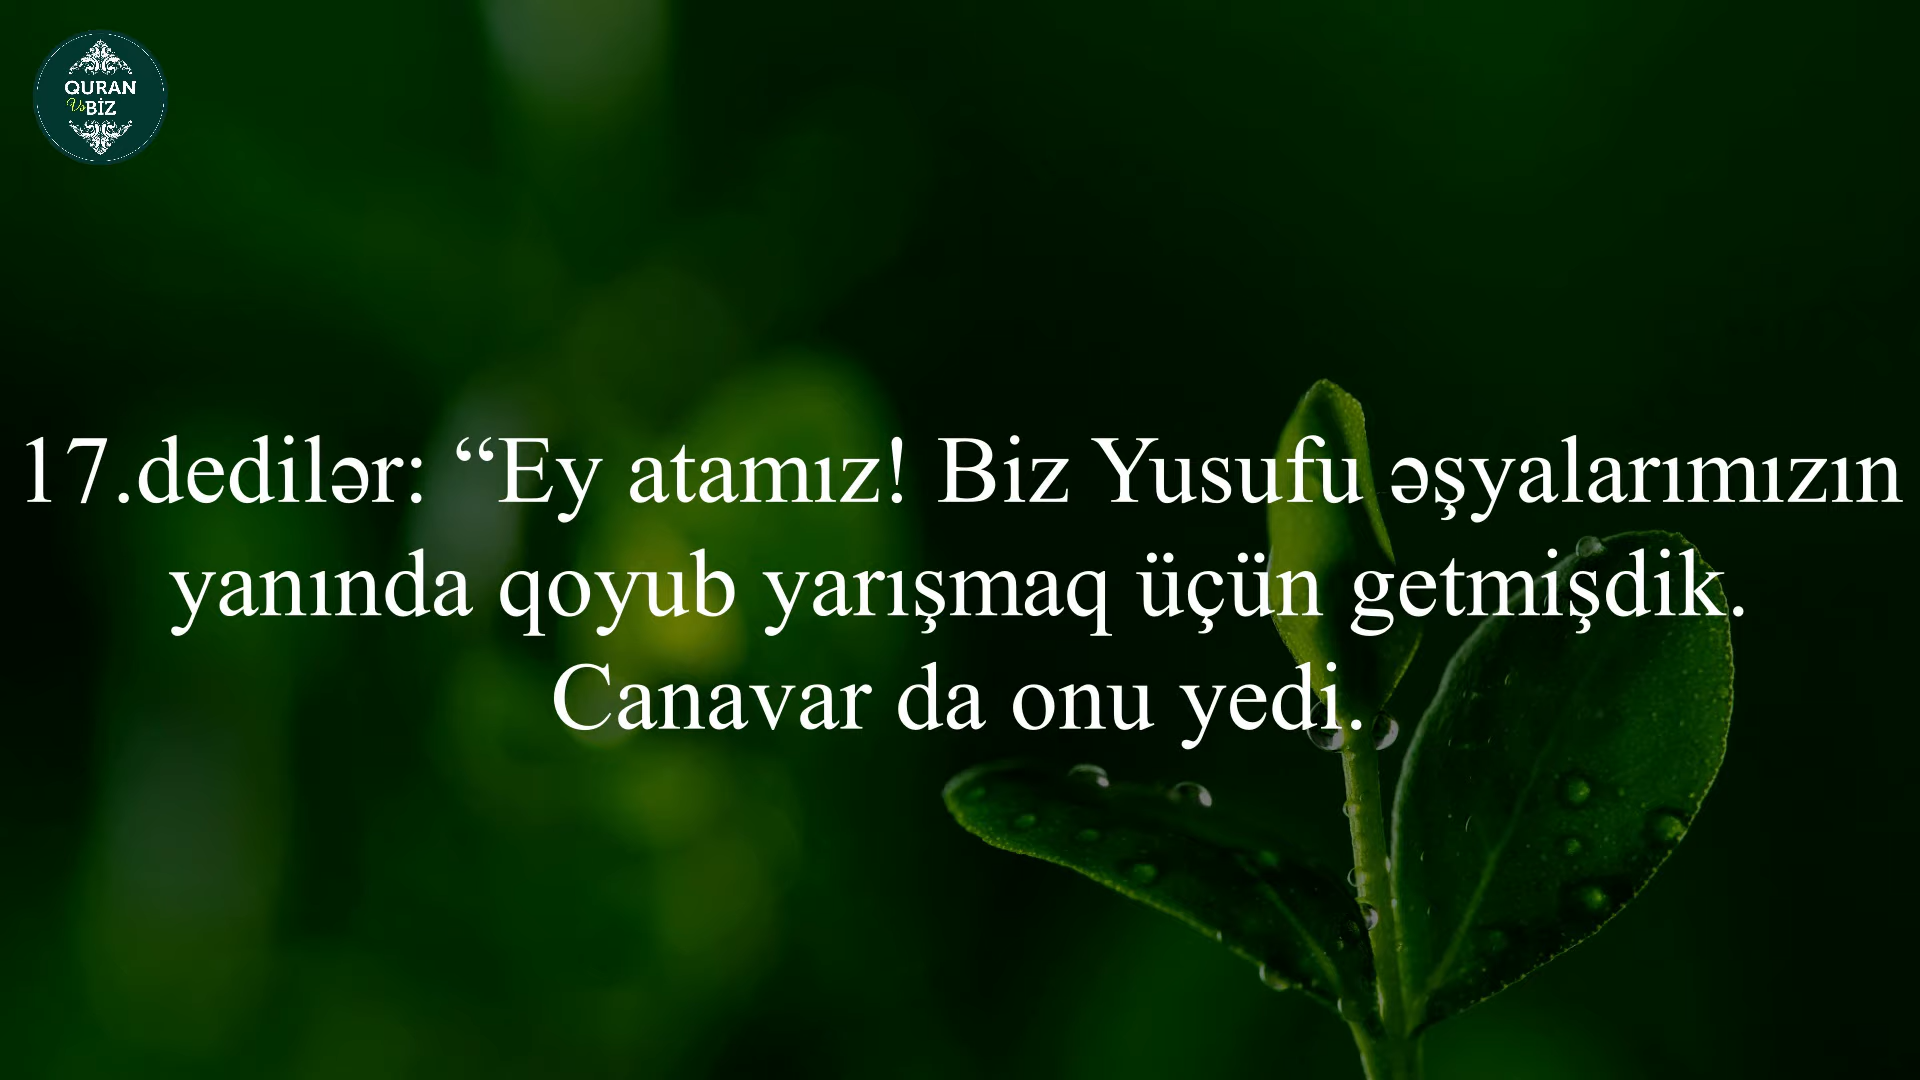 QURAN
Və BİZ
17.dedilər: “Ey atamız! Biz Yusufu əşyalarımızın
yanında qoyub yarışmaq üçün getmişdik.
Canavar da onu yedi.